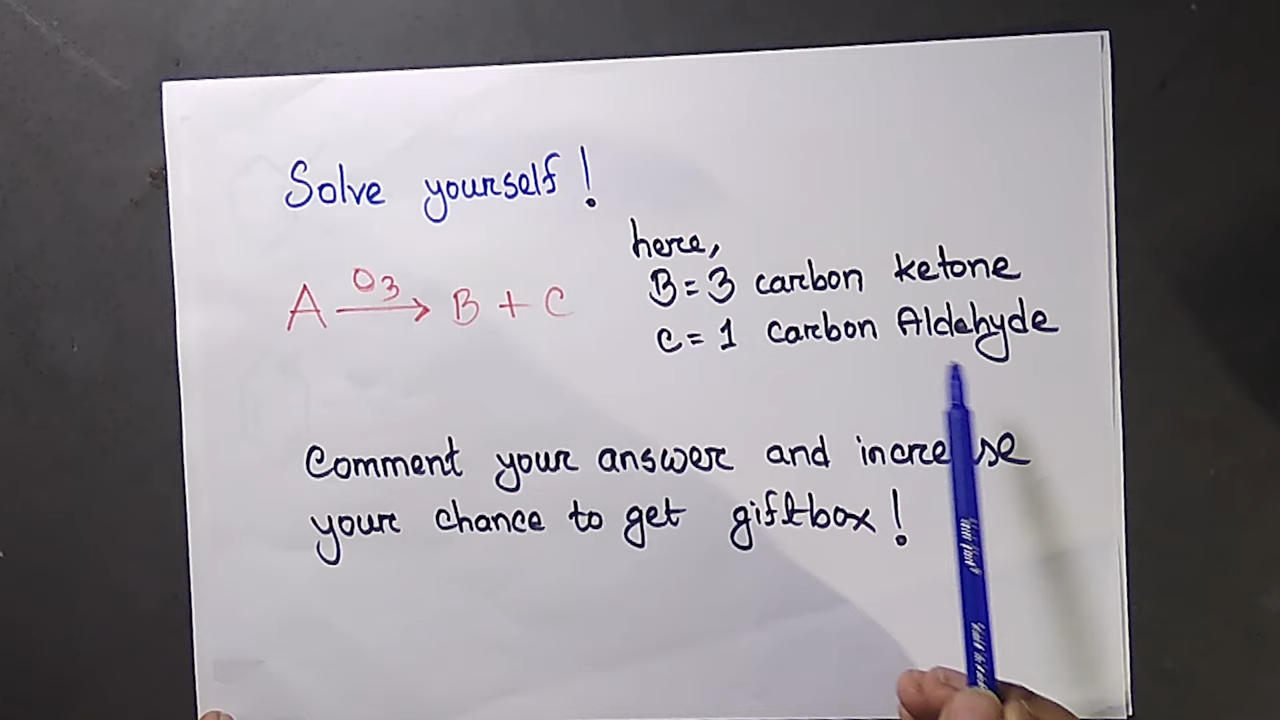 Solve yourself!
A O3 → B + C
here,
B = 3 carbon ketone
C = 1 carbon Aldehyde
Comment your answer and increase
your chance to get giftbox!